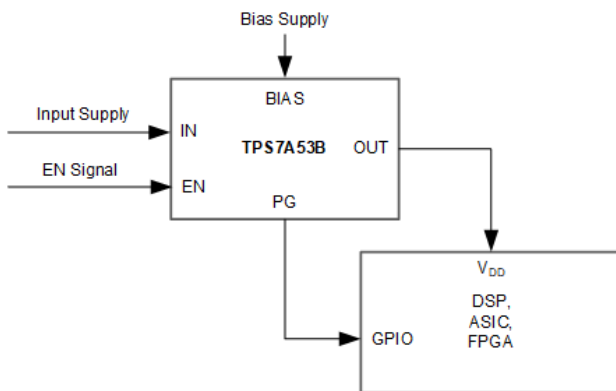 Bias Supply
BIAS
Input Supply
IN
TPS7A53B
OUT
EN Signal
EN
PG
VDD
DSP,
ASIC,
FPGA
GPIO